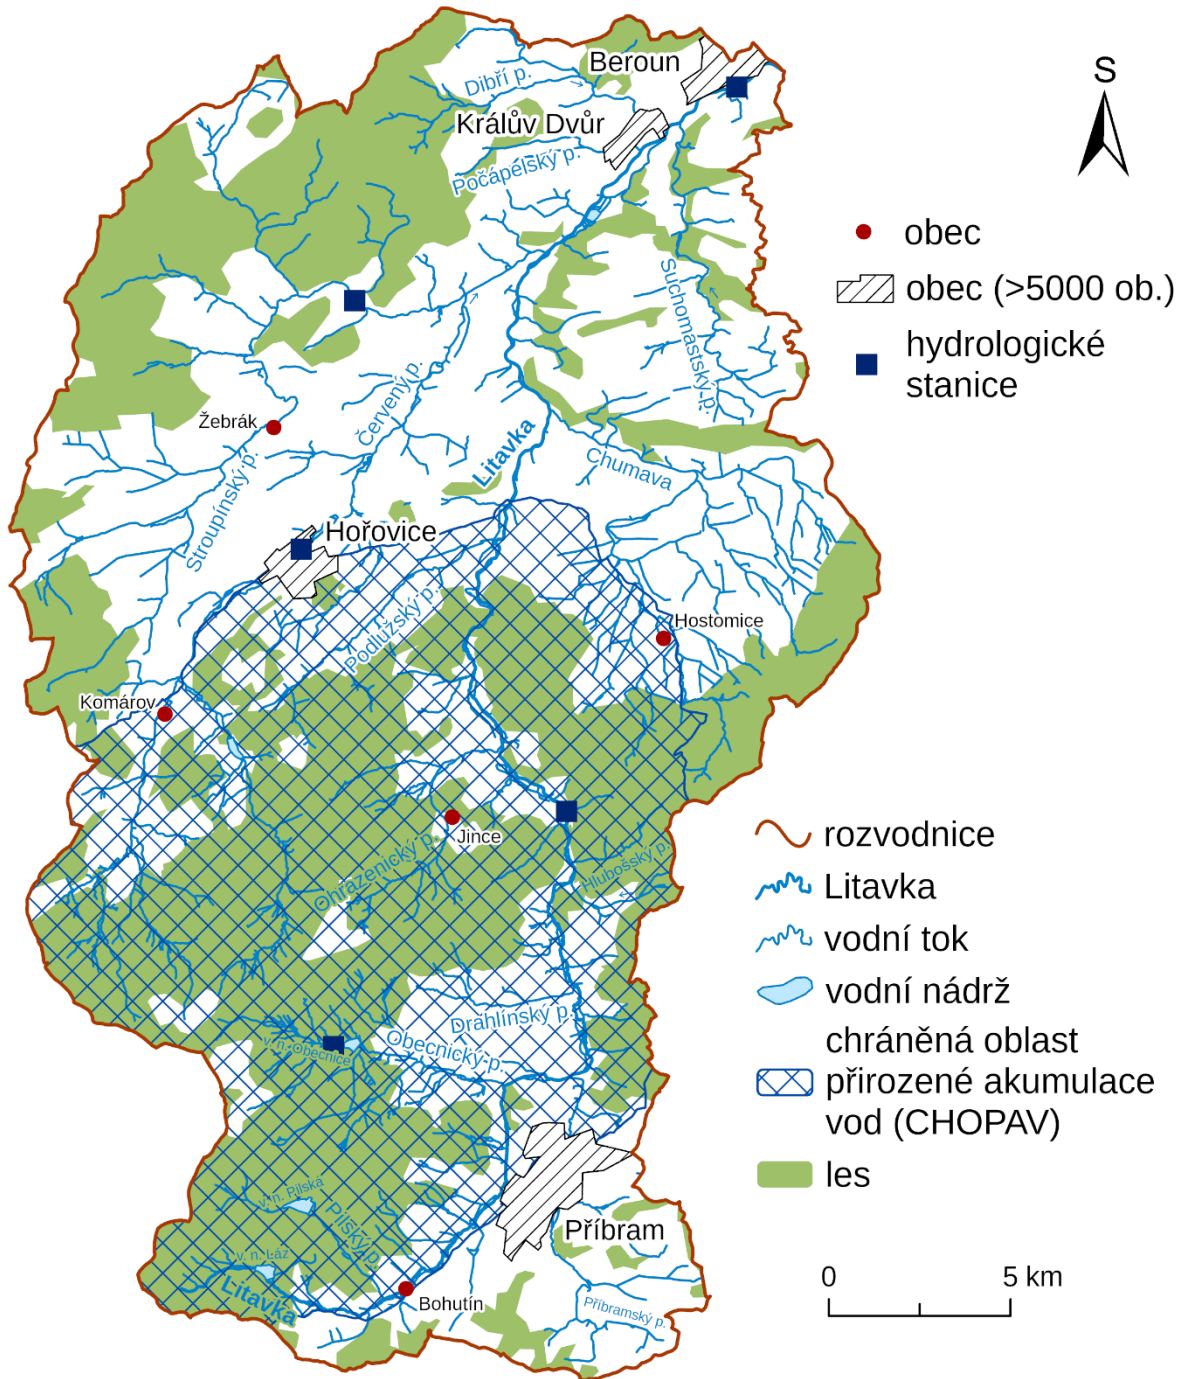 Beroun
S
Dibří p.
Králův Dvůr
Počápelský p.
obec
Suchomastský p.
obec (>5000 ob.)
hydrologické
stanice
Červený p.
Žebrák
Litavka
Chumava
Stroupínský p.
Hořovice
Podlužský p.
Hostomice
Komárov
Jince
rozvodnice
Ohrazenický p.
Hlubošský p.
Litavka
vodní tok
vodní nádrž
Drahlínský p.
Obecnický p.
v. n. Obecnice
chráněná oblast
přirozené akumulace
vod (CHOPAV)
les
v. n. Pilská
Pilský p.
Příbram
v. n. Láz
Litavka
Bohutín
Příbramský p.
0 5 km